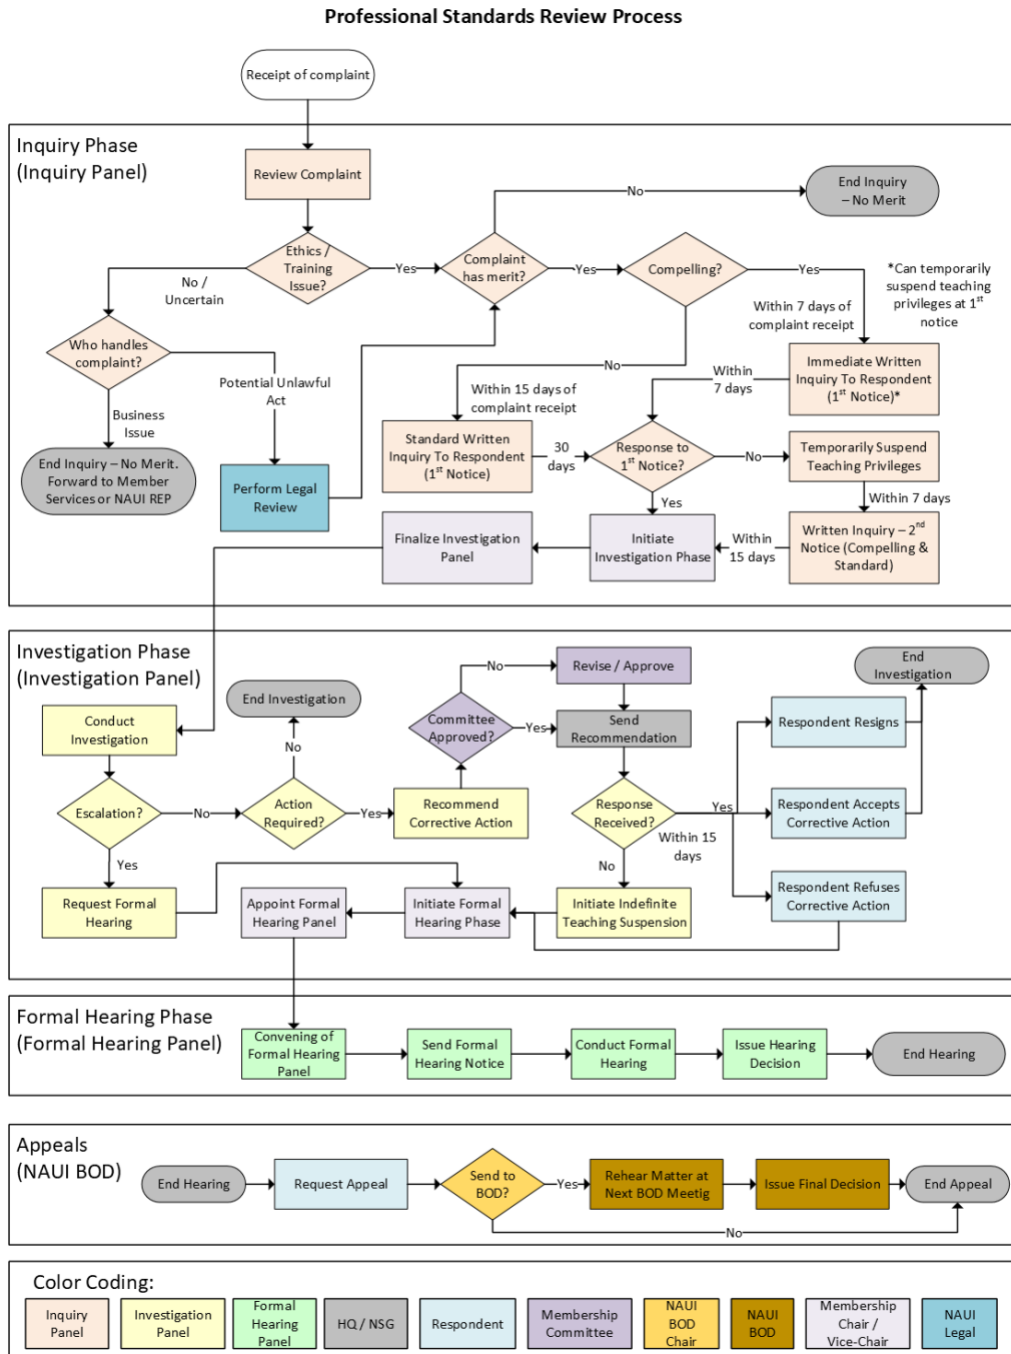 Professional Standards Review Process
Receipt of complaint
Inquiry Phase
(Inquiry Panel)
Review Complaint
End Inquiry
– No Merit
No
Ethics /
Training
Issue?
Yes
Complaint
has merit?
Yes
Compelling?
Yes
*Can temporarily
suspend teaching
privileges at 1st
notice
No /
Uncertain
Within 7 days of
complaint receipt
Who handles
complaint?
Potential Unlawful
Act
No
Within 15 days of
complaint receipt
Within
7 days
Immediate Written
Inquiry To Respondent
(1st Notice)*
Business
Issue
Standard Written
Inquiry To Respondent
(1st Notice)
30
days
Response to
1st Notice?
No
Temporarily Suspend
Teaching Privileges
End Inquiry – No Merit.
Forward to Member
Services or NAUI REP
Perform Legal
Review
Yes
Within 7 days
Finalize Investigation
Panel
Initiate
Investigation Phase
Within
15 days
Written Inquiry – 2nd
Notice (Compelling &
Standard)
Investigation Phase
(Investigation Panel)
End Investigation
No
Revise / Approve
End
Investigation
Conduct
Investigation
No
Committee
Approved?
Yes
Send
Recommendation
Respondent Resigns
Escalation?
No
Action
Required?
Yes
Recommend
Corrective Action
Response
Received?
Yes
Within 15
days
Respondent Accepts
Corrective Action
Yes
No
Request Formal
Hearing
Appoint Formal
Hearing Panel
Initiate Formal
Hearing Phase
Initiate Indefinite
Teaching Suspension
Respondent Refuses
Corrective Action
Formal Hearing Phase
(Formal Hearing Panel)
Convening of
Formal Hearing
Panel
Send Formal
Hearing Notice
Conduct Formal
Hearing
Issue Hearing
Decision
End Hearing
Appeals
(NAUI BOD)
End Hearing
Request Appeal
Send to
BOD?
Yes
Rehear Matter at
Next BOD Meetig
Issue Final Decision
End Appeal
No
Color Coding:
Inquiry
Panel
Investigation
Panel
Formal
Hearing
Panel
HQ / NSG
Respondent
Membership
Committee
NAUI
BOD
Chair
NAUI
BOD
Membership
Chair /
Vice-Chair
NAUI
Legal